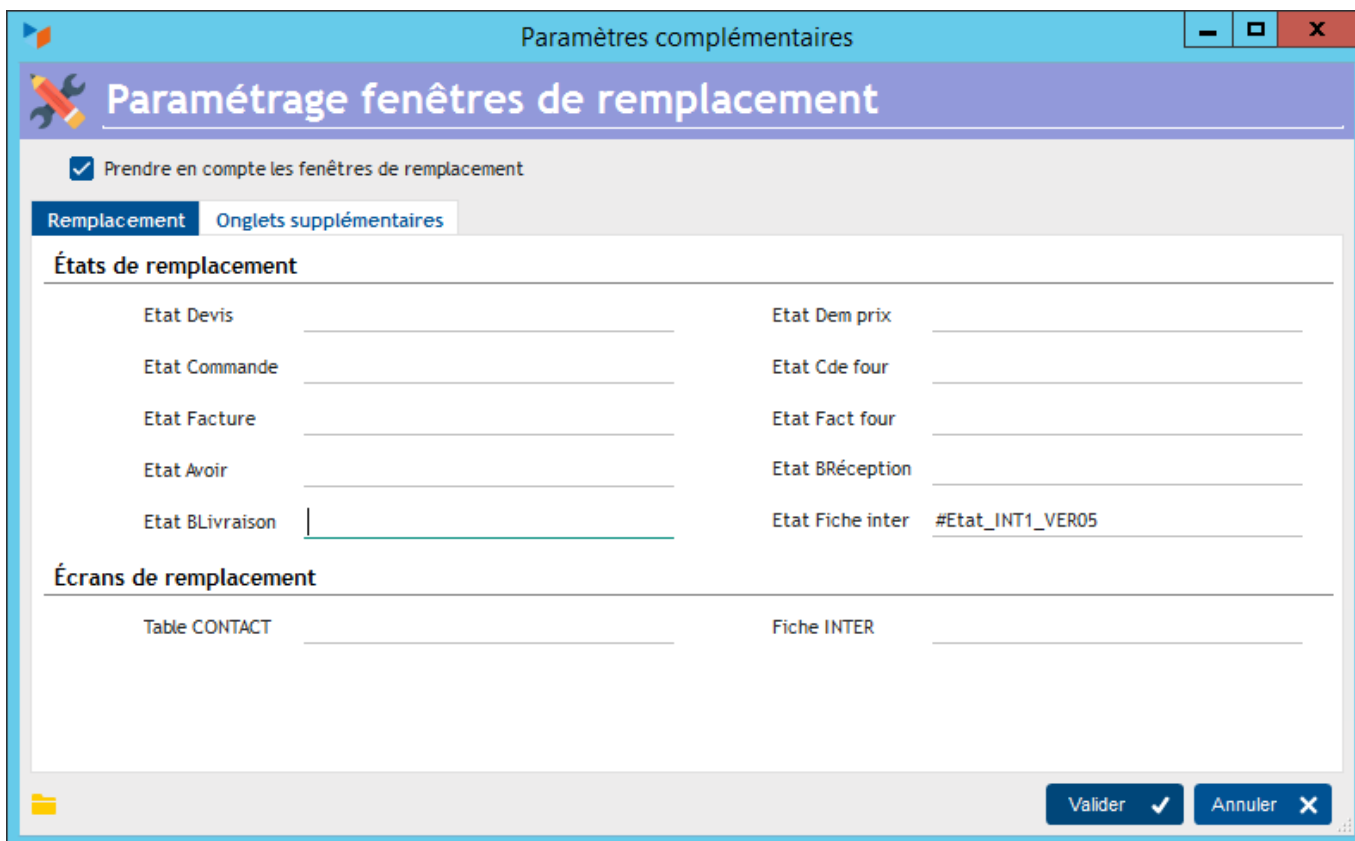 Paramètres complémentaires
Paramétrage fenêtres de remplacement
Prendre en compte les fenêtres de remplacement
Remplacement Onglets supplémentaires
États de remplacement
Etat Devis Etat Dem prix
Etat Commande Etat Cde four
Etat Facture Etat Fact four
Etat Avoir Etat BRéception
Etat BLivraison Etat Fiche inter #Etat_INT1_VER05
Écrans de remplacement
Table CONTACT Fiche INTER
Valider Annuler